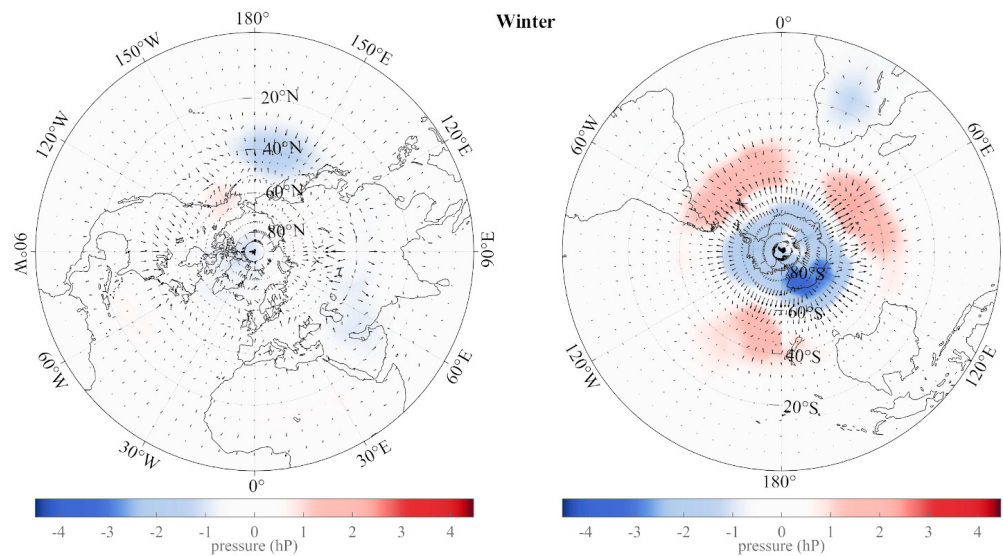 Winter
180°
150°W
150°E
120°W
120°E
20°N
40°N
60°N
80°N
90°W
90°E
60°W
60°E
30°W
30°E
0°
-4 -3 -2 -1 0 1 2 3 4
pressure (hP)
0°
60°W
60°E
80°S
60°S
40°S
20°S
120°W
120°E
180°
-4 -3 -2 -1 0 1 2 3 4
pressure (hP)